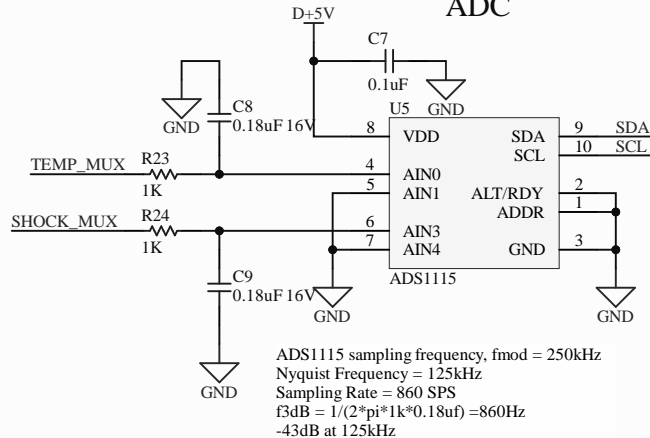 ADC
D+5V
C7
0.1uF
GND
U5
C8
0.18uF 16V
GND
8 VDD SDA 9 SDA
SCL 10 SCL
TEMP_MUX R23 4 AIN0
1K 5 AIN1 ALT/RDY 2
ADDR 1
SHOCK_MUX R24 6 AIN3
1K 7 AIN4 GND 3
ADS1115
C9
0.18uF 16V
GND
GND
GND
ADS1115 sampling frequency, fmod = 250kHz
Nyquist Frequency = 125kHz
Sampling Rate = 860 SPS
f3dB = 1/(2*pi*1k*0.18uf) =860Hz
-43dB at 125kHz